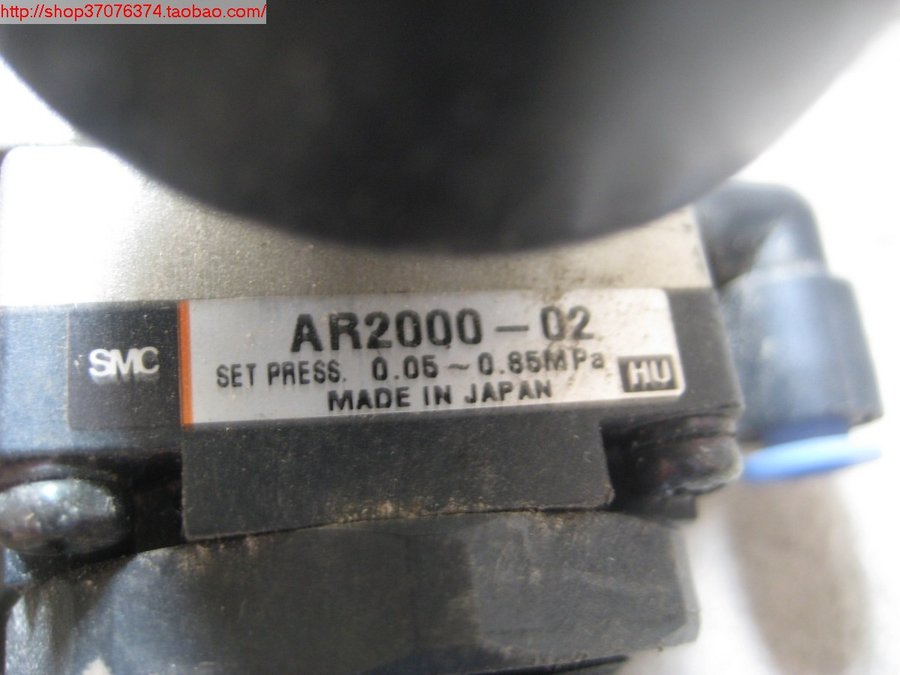 http://shop37076374.taobao.com/
AR2000-02
SMC
SET PRESS. 0.05~0.85MPa
HU
MADE IN JAPAN